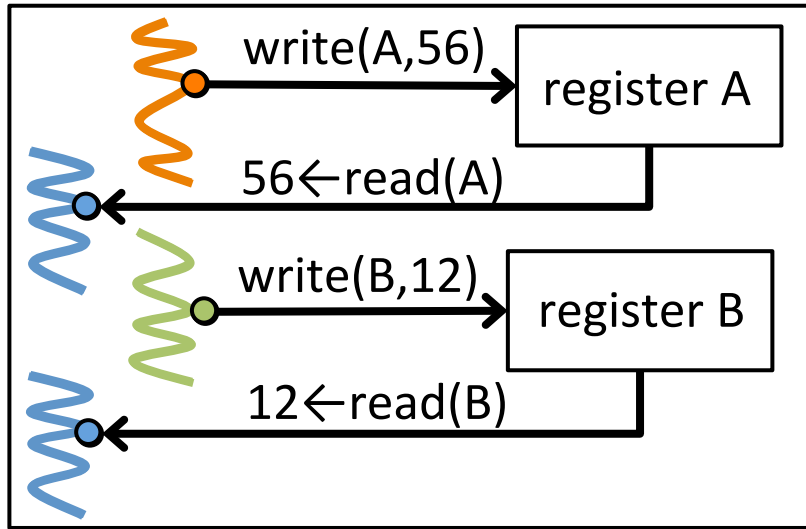 write(A,56)
register A
56←read(A)
write(B,12)
register B
12←read(B)